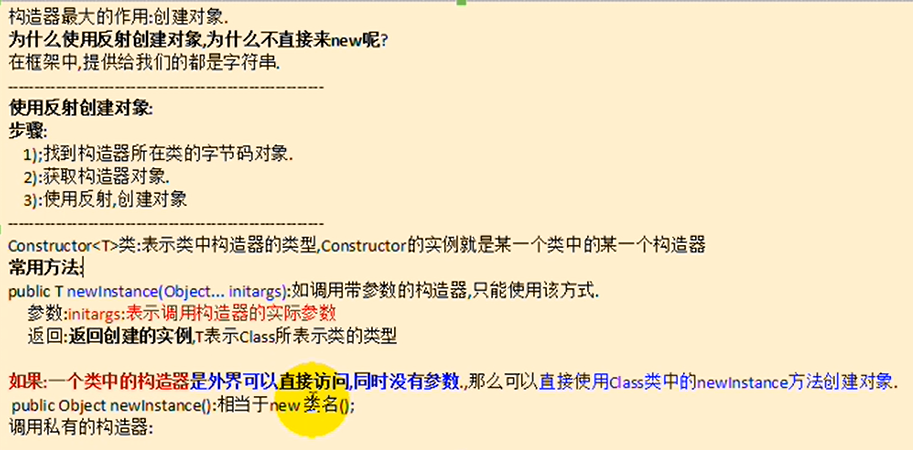 构造器最大的作用:创建对象.
为什么使用反射创建对象,为什么不直接来new呢?
在框架中,提供给我们的都是字符串.
-----------------------------------------------------------
使用反射创建对象:
步骤:
1);找到构造器所在类的字节码对象.
2):获取构造器对象.
3):使用反射,创建对象
-----------------------------------------------------------
Constructor<T>类:表示类中构造器的类型,Constructor的实例就是某一个类中的某一个构造器
常用方法:
public T newInstance(Object... initargs):如调用带参数的构造器,只能使用该方式.
参数:initargs:表示调用构造器的实际参数
返回:返回创建的实例,T表示Class所表示类的类型
如果:一个类中的构造器是外界可以直接访问,同时没有参数.,那么可以直接使用Class类中的newInstance方法创建对象.
public Object newInstance():相当于new 类名();
调用私有的构造器: